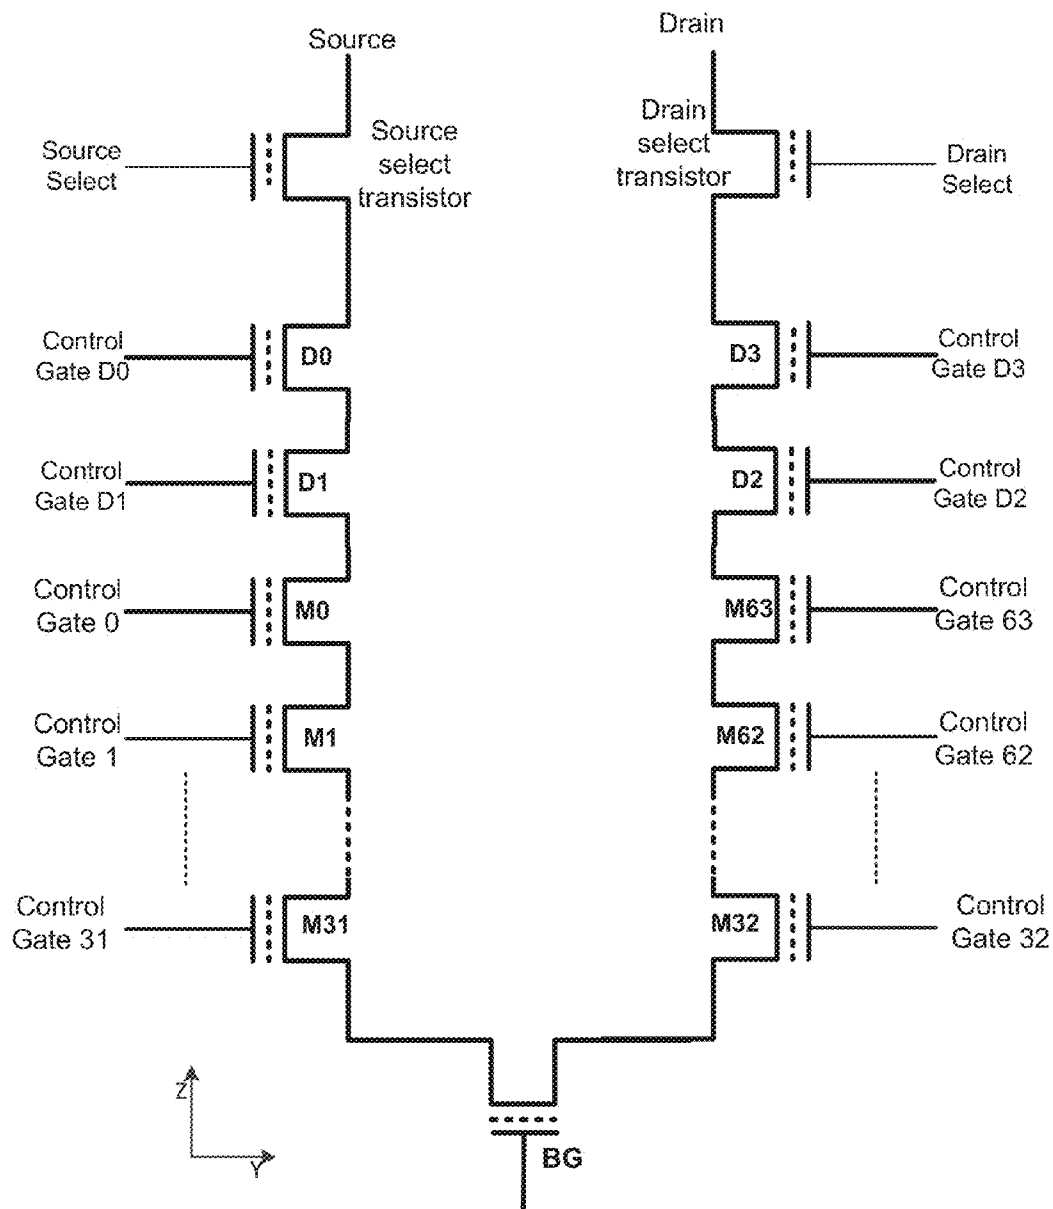 Source
Drain
Source
Select
Source
select
transistor
Drain
select
transistor
Drain
Select
Control
Gate D0
D0
D3
Control
Gate D3
Control
Gate D1
D1
D2
Control
Gate D2
Control
Gate 0
M0
M63
Control
Gate 63
Control
Gate 1
M1
M62
Control
Gate 62
Control
Gate 31
M31
M32
Control
Gate 32
Z
Y
BG